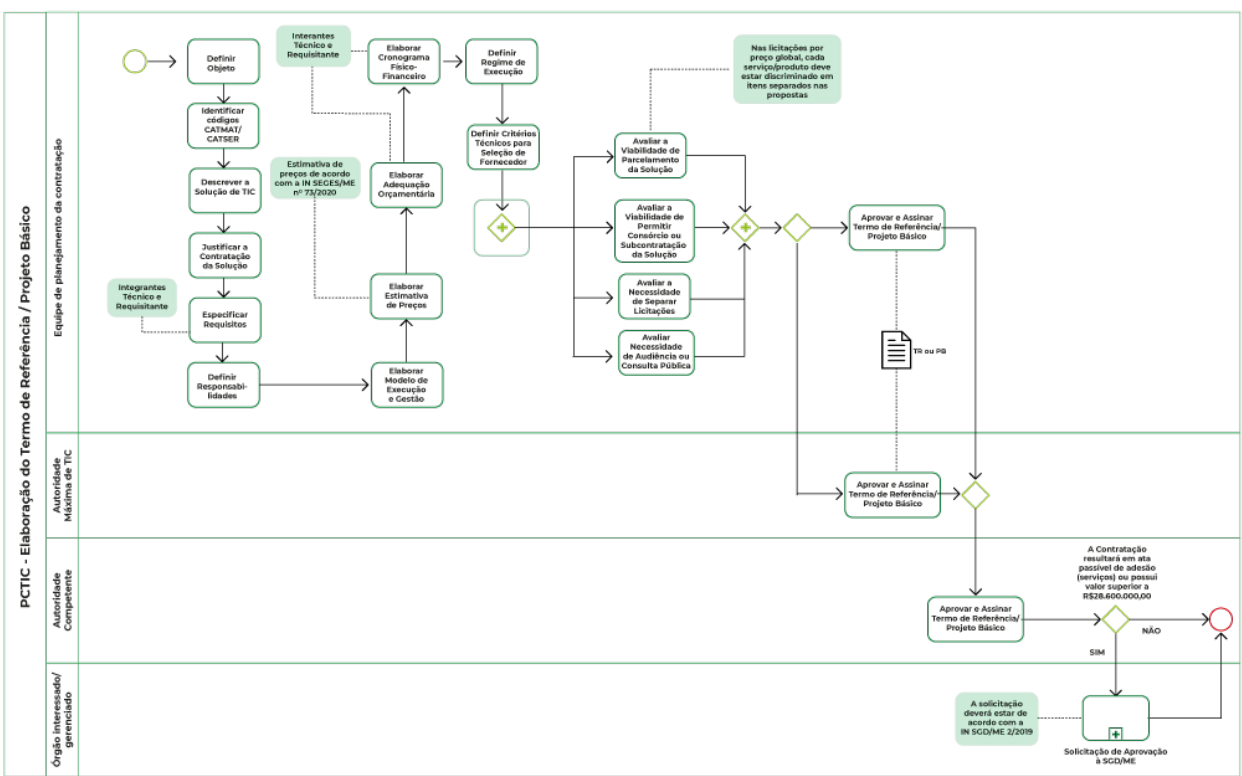 PCTIC - Elaboração do Termo de Referência / Projeto Básico
Equipe de planejamento da contratação
Definir
Objeto
Identificar
códigos
CATMAT/
CATSER
Descrever a
Solução de TIC
Justificar a
Contratação
da Solução
Integrantes
Técnico e
Requisitante
Especificar
Requisitos
Definir
Responsabi-
lidades
Elaborar
Modelo de
Execução
e Gestão
Elaborar
Estimativa
de Preços
Estimativa de
preços de acordo
com a IN SEGES/ME
nº 73/2020
Elaborar
Adequação
Orçamentária
Interantes
Técnico e
Requisitante
Elaborar
Cronograma
Físico-
Financeiro
Definir
Regime de
Execução
Definir Critérios
Técnicos para
Seleção de
Fornecedor
Nas licitações por
preço global, cada
serviço/produto deve
estar discriminado em
itens separados nas
propostas
Avaliar a
Viabilidade de
Parcelamento
da Solução
Avaliar a
Viabilidade de
Permitir
Consórcio ou
Subcontratação
da Solução
Avaliar a
Necessidade
de Separar
Licitações
Avaliar
Necessidade
de Audiência ou
Consulta Pública
Aprovar e Assinar
Termo de Referência/
Projeto Básico
TR ou PB
Autoridade
Máxima de TIC
Aprovar e Assinar
Termo de Referência/
Projeto Básico
Autoridade
Competente
Aprovar e Assinar
Termo de Referência/
Projeto Básico
A Contratação
resultará em ata
passível de adesão
(serviços) ou possui
valor superior a
R$28.600.000,00
NÃO
SIM
Órgão interessado/
gerenciado
A solicitação
deverá estar de
acordo com a
IN SGD/ME 2/2019
Solicitação de Aprovação
à SGD/ME